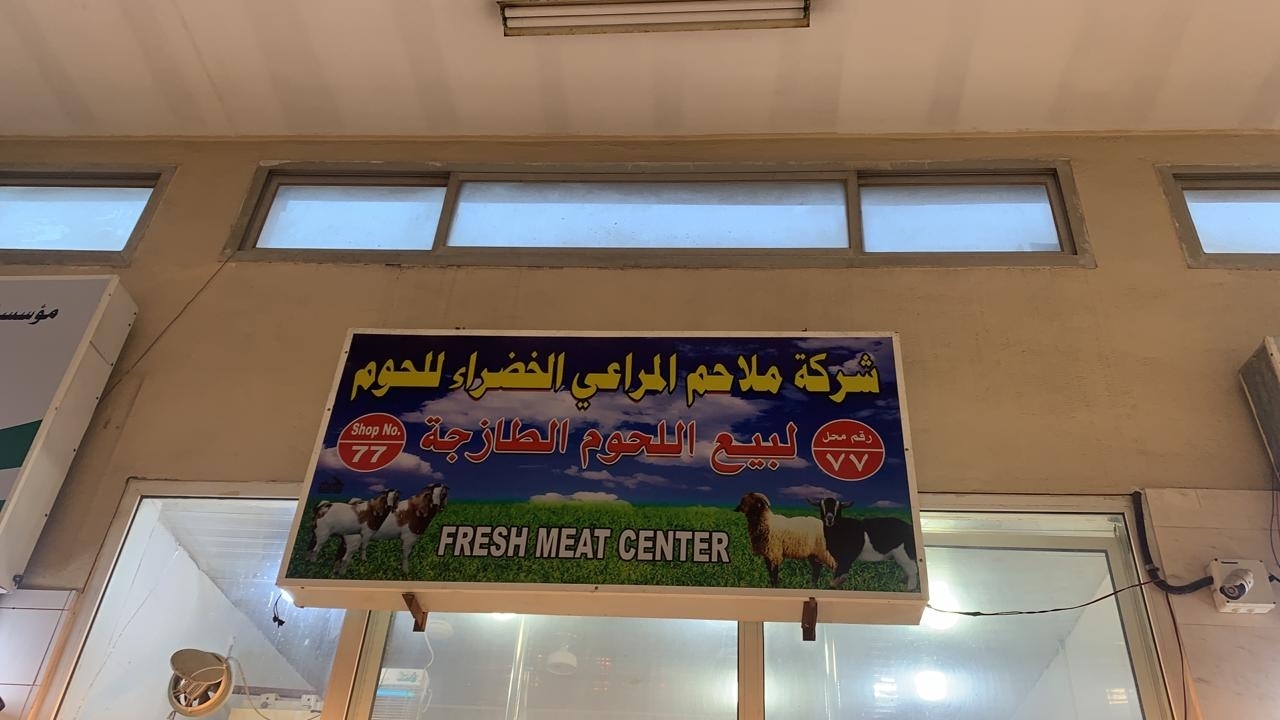 شركة ملاحم المراعي الخضراء للحوم
لبيع اللحوم الطازجة
رقم محل
٧٧
Shop No.
77
FRESH MEAT CENTER